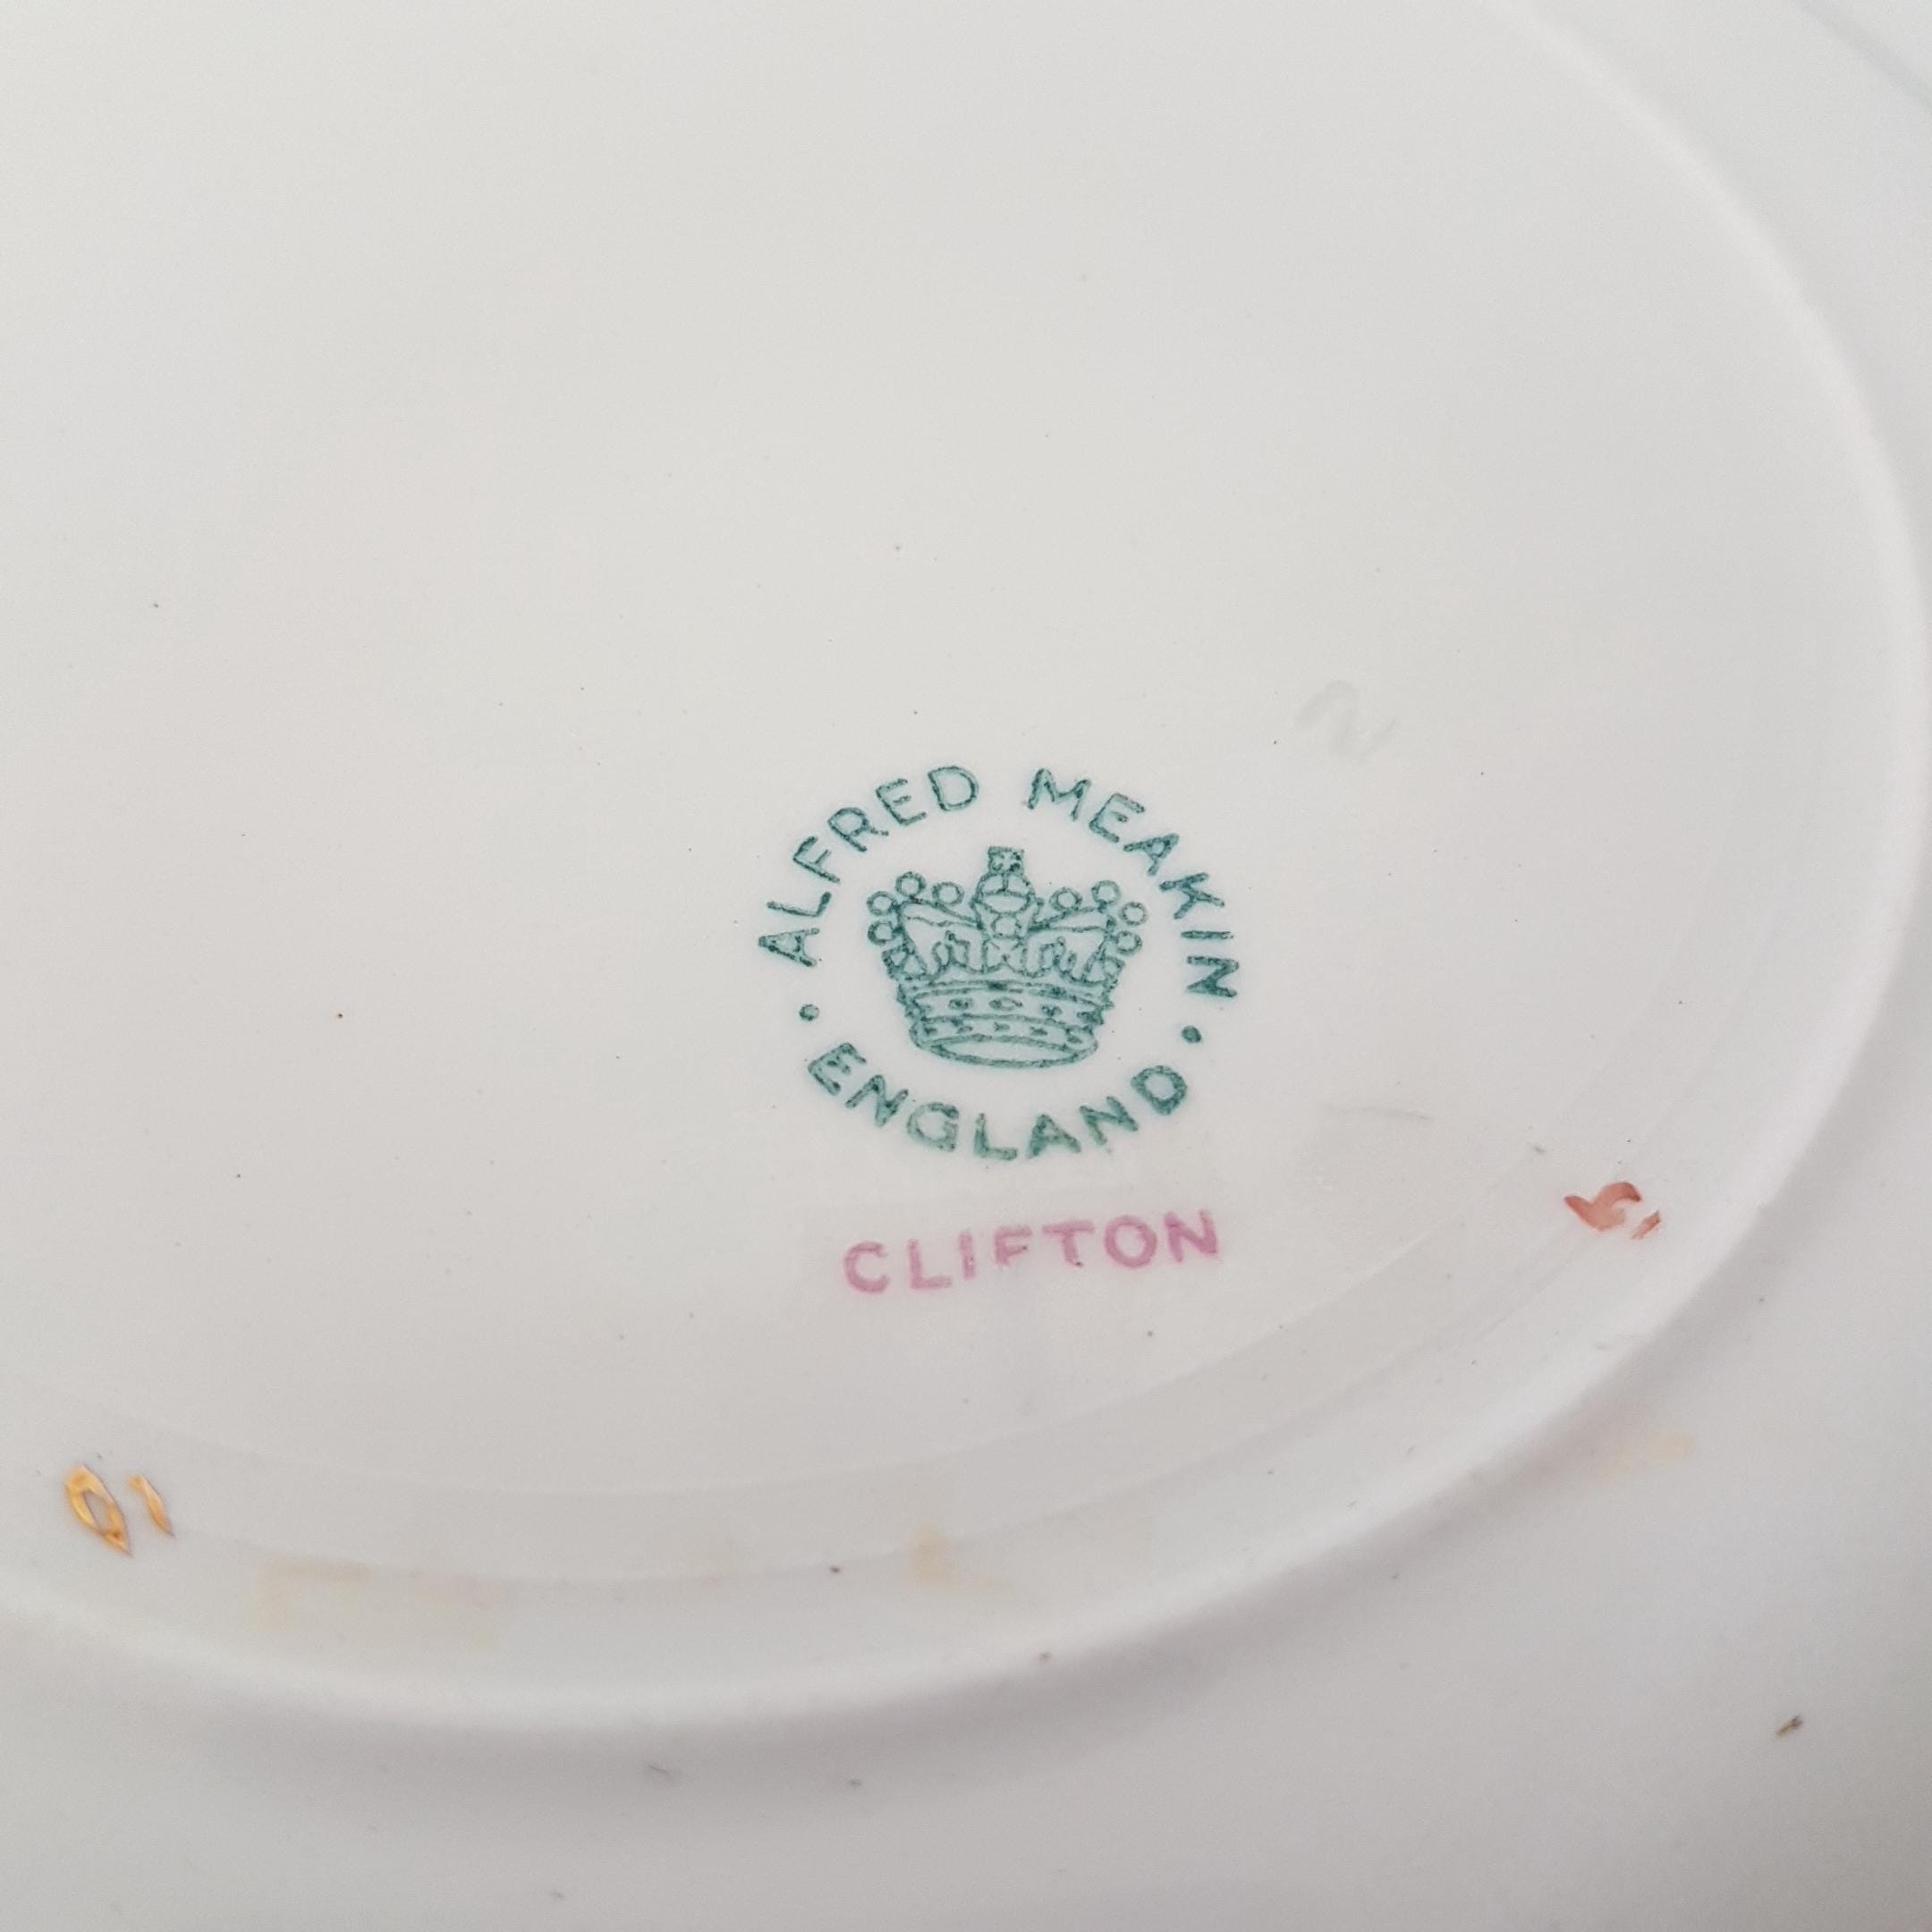 • ALFRED MEAKIN •
ENGLAND
CLIFTON